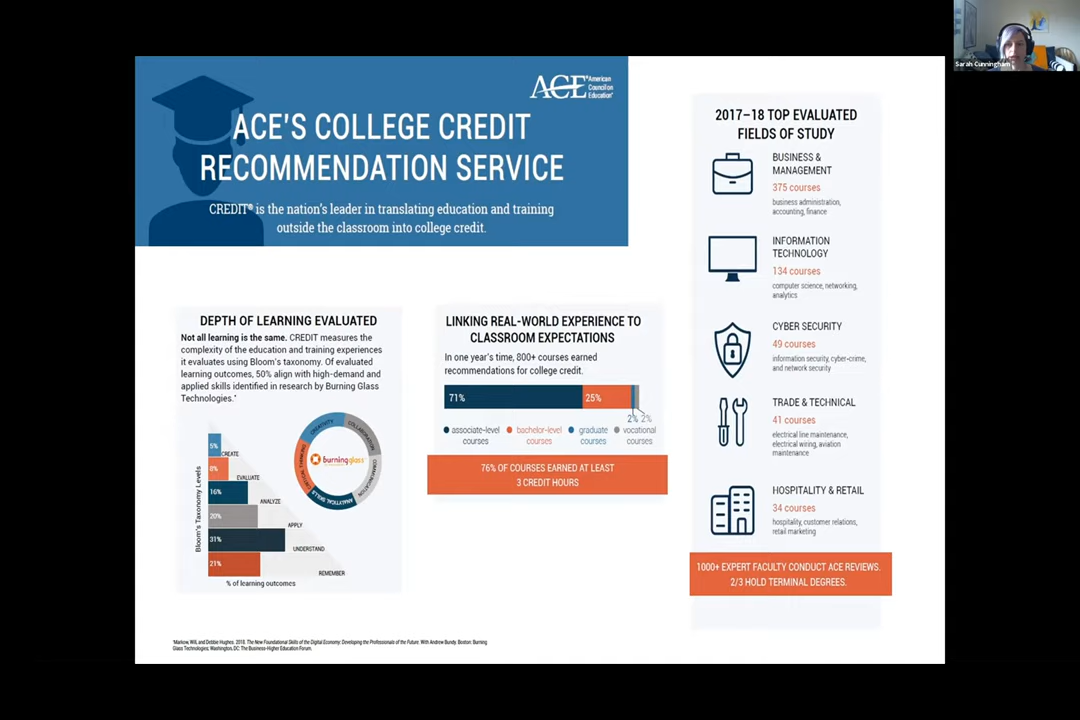 Sarah Cunningham
ACE
American
Council on
Education®
ACE'S COLLEGE CREDIT
RECOMMENDATION SERVICE
CREDIT® is the nation's leader in translating education and training
outside the classroom into college credit.
DEPTH OF LEARNING EVALUATED
Not all learning is the same. CREDIT measures the
complexity of the education and training experiences
it evaluates using Bloom's taxonomy. Of evaluated
learning outcomes, 50% align with high-demand and
applied skills identified in research by Burning Glass
Technologies.*
Bloom's Taxonomy Levels
5%
CREATE
8%
EVALUATE
16%
ANALYZE
20%
APPLY
31%
UNDERSTAND
21%
REMEMBER
% of learning outcomes
CREATIVITY
COLLABORATION
COMMUNICATION
ANALYTICAL SKILLS
CRITICAL THINKING
burningglass
LINKING REAL-WORLD EXPERIENCE TO
CLASSROOM EXPECTATIONS
In one year's time, 800+ courses earned
recommendations for college credit.
71%
25%
2% 2%
associate-level
courses
bachelor-level
courses
graduate
courses
vocational
courses
76% OF COURSES EARNED AT LEAST
3 CREDIT HOURS
2017–18 TOP EVALUATED
FIELDS OF STUDY
BUSINESS &
MANAGEMENT
375 courses
business administration,
accounting, finance
INFORMATION
TECHNOLOGY
134 courses
computer science, networking,
analytics
CYBER SECURITY
49 courses
information security, cyber-crime,
and network security
TRADE & TECHNICAL
41 courses
electrical line maintenance,
electrical wiring, aviation
maintenance
HOSPITALITY & RETAIL
34 courses
hospitality, customer relations,
retail marketing
1000+ EXPERT FACULTY CONDUCT ACE REVIEWS.
2/3 HOLD TERMINAL DEGREES.
*Markow, Will, and Debbie Hughes. 2018. The New Foundational Skills of the Digital Economy: Developing the Professionals of the Future. With Andrew Bundy. Boston: Burning
Glass Technologies; Washington, DC: The Business-Higher Education Forum.